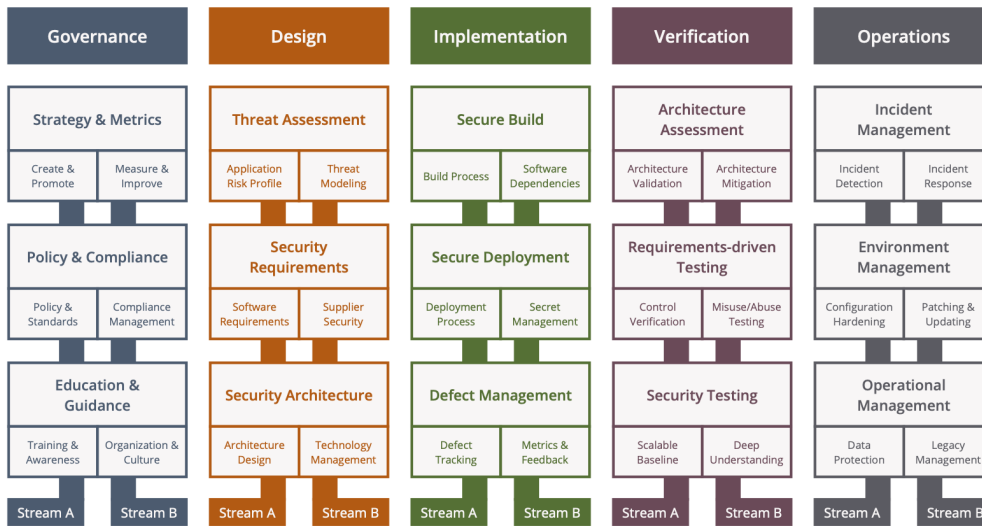 Governance
Design
Implementation
Verification
Operations
Strategy & Metrics
Create &
Promote
Measure &
Improve
Policy & Compliance
Policy &
Standards
Compliance
Management
Education &
Guidance
Training &
Awareness
Organization &
Culture
Stream A
Stream B
Threat Assessment
Application
Risk Profile
Threat
Modeling
Security
Requirements
Software
Requirements
Supplier
Security
Security Architecture
Architecture
Design
Technology
Management
Stream A
Stream B
Secure Build
Build Process
Software
Dependencies
Secure Deployment
Deployment
Process
Secret
Management
Defect Management
Defect
Tracking
Metrics &
Feedback
Stream A
Stream B
Architecture
Assessment
Architecture
Validation
Architecture
Mitigation
Requirements-driven
Testing
Control
Verification
Misuse/Abuse
Testing
Security Testing
Scalable
Baseline
Deep
Understanding
Stream A
Stream B
Incident
Management
Incident
Detection
Incident
Response
Environment
Management
Configuration
Hardening
Patching &
Updating
Operational
Management
Data
Protection
Legacy
Management
Stream A
Stream B